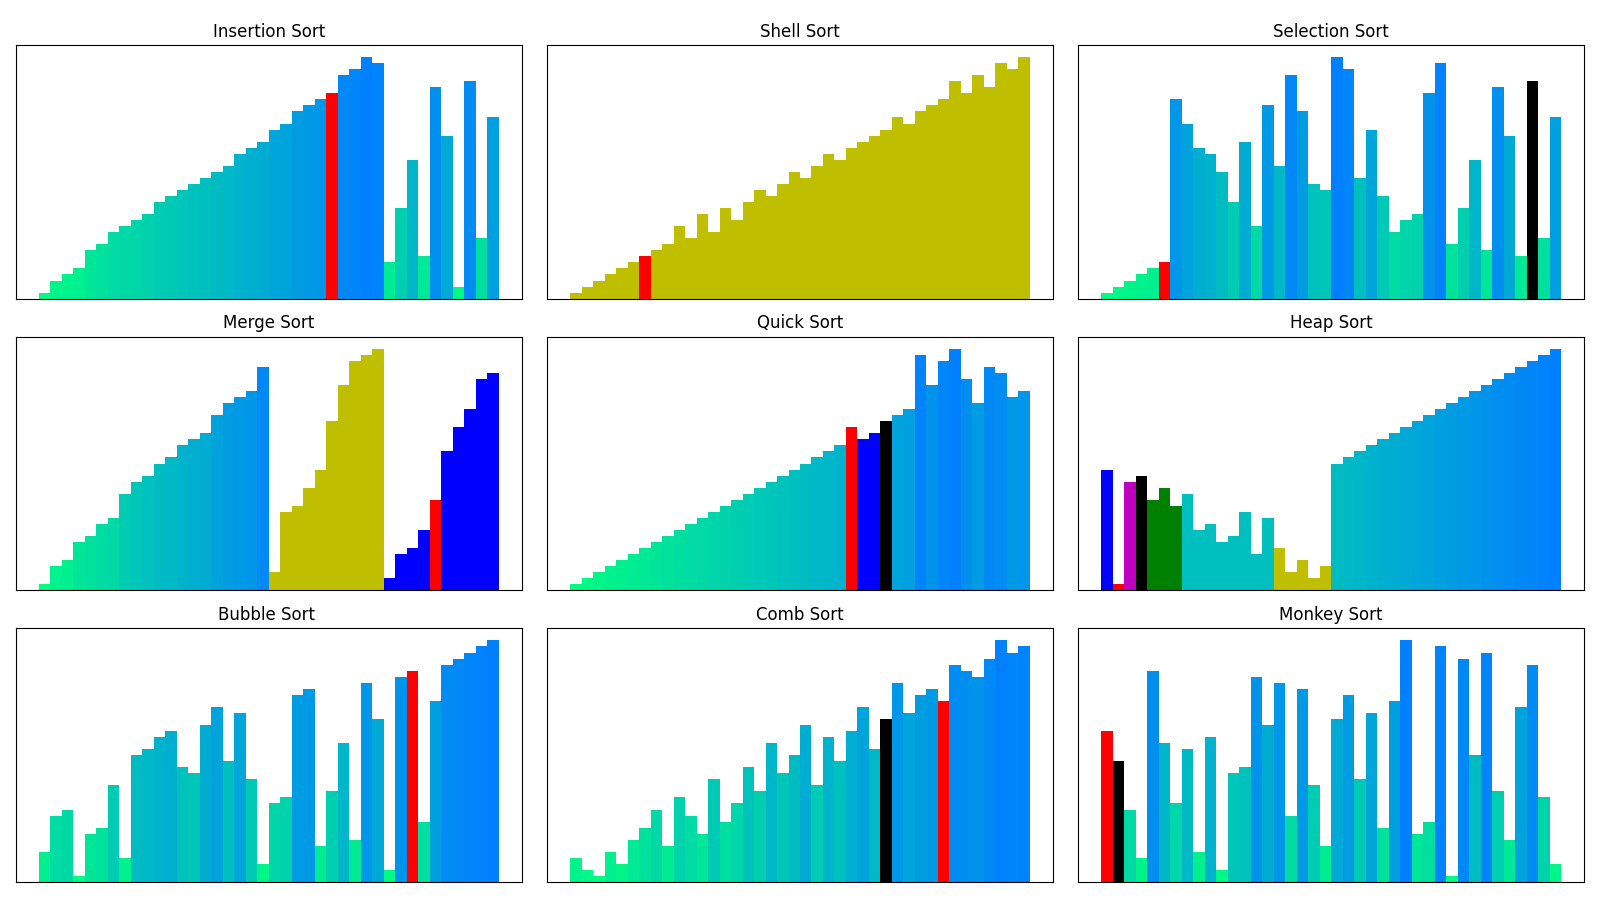 Insertion Sort
Shell Sort
Selection Sort
Merge Sort
Quick Sort
Heap Sort
Bubble Sort
Comb Sort
Monkey Sort